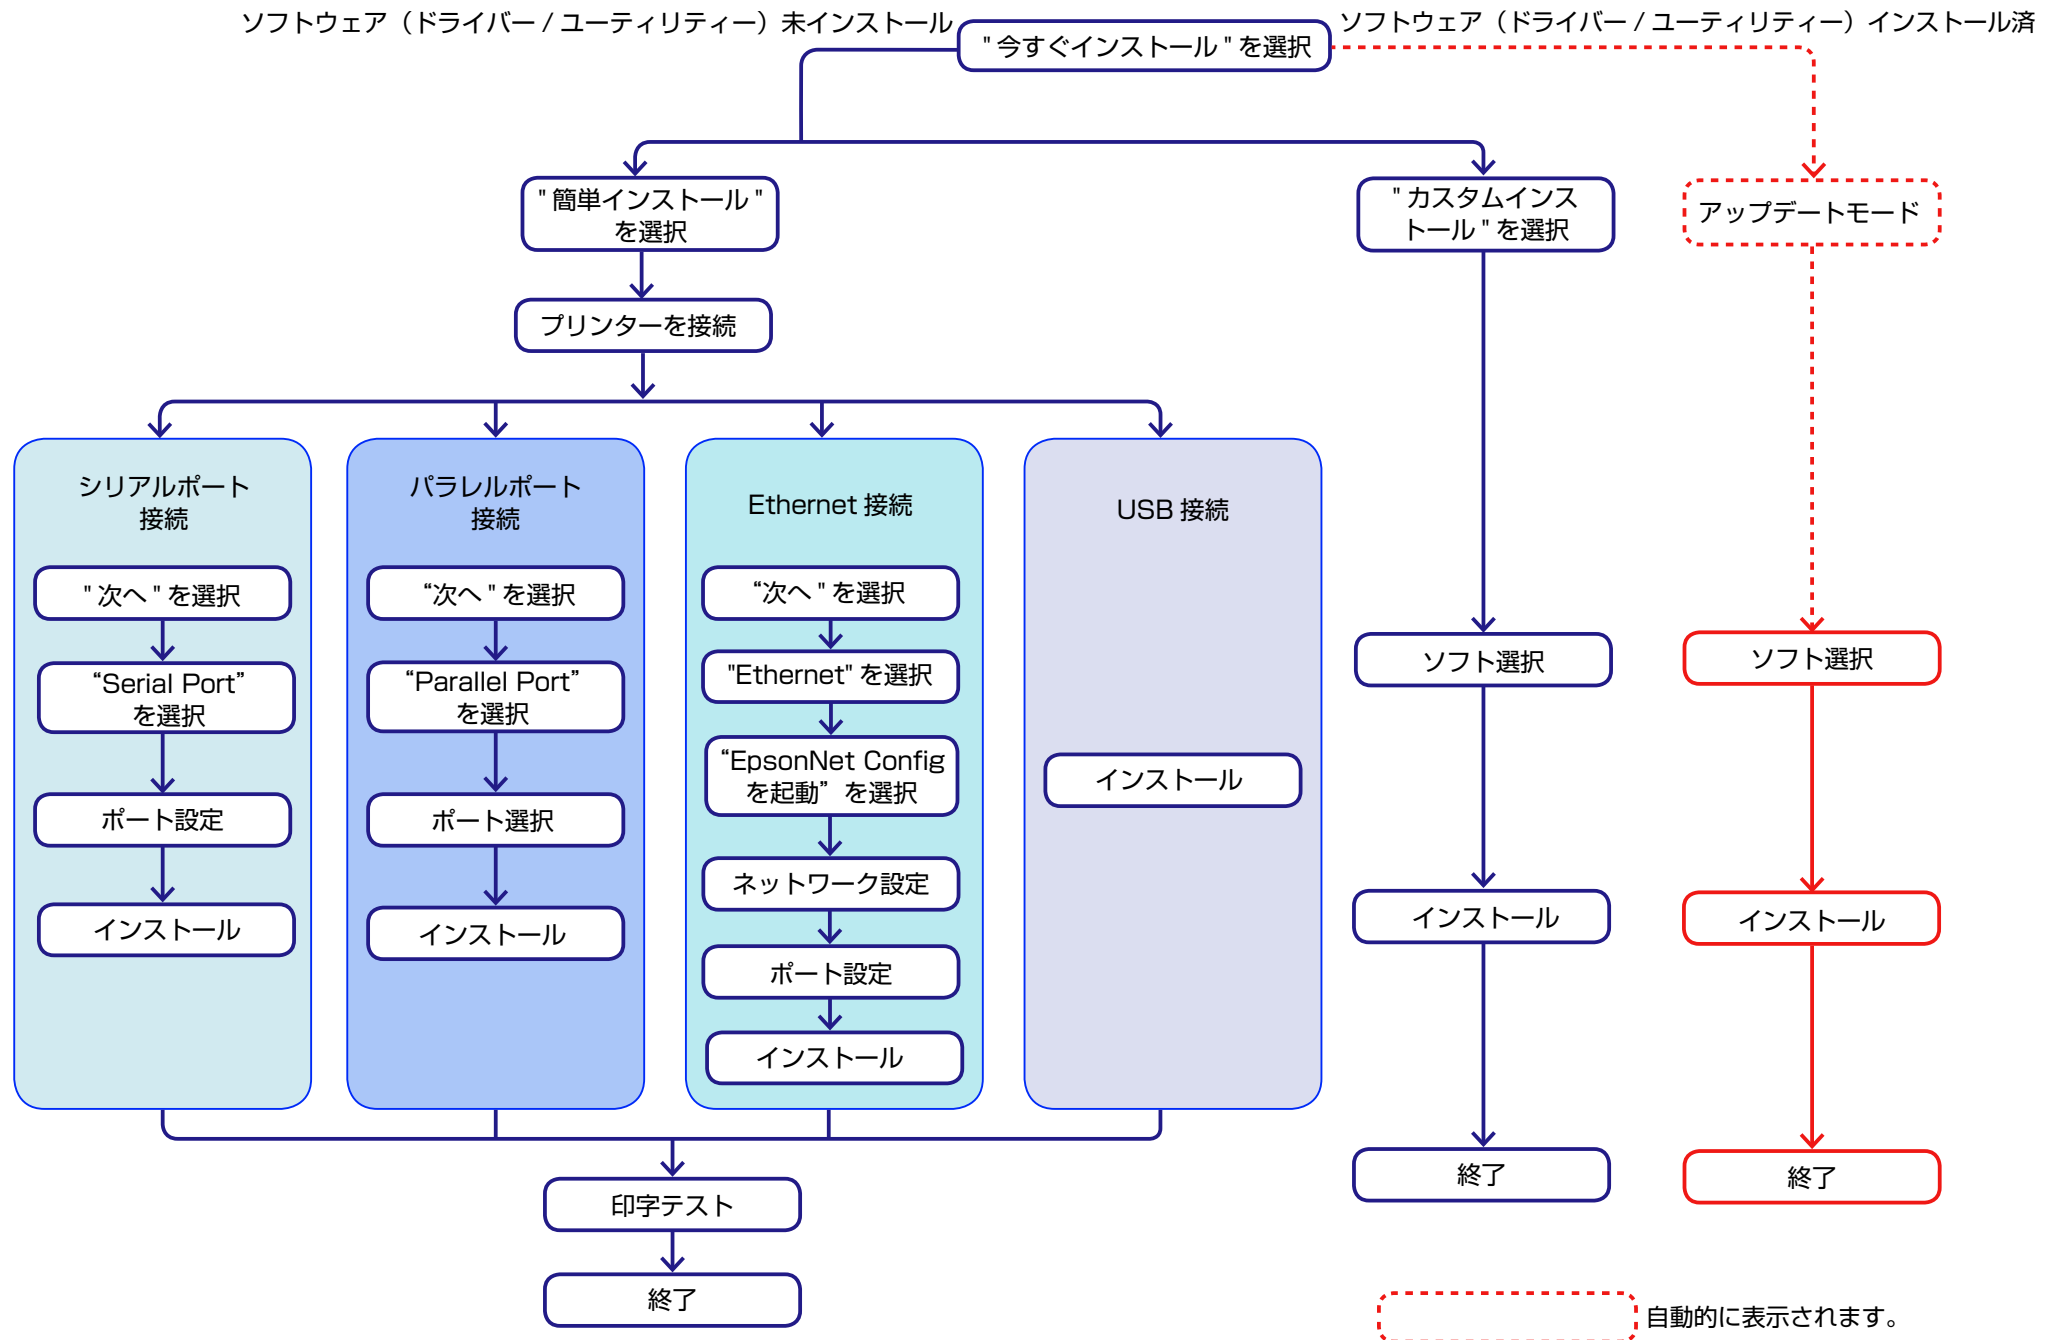 ソフトウェア（ドライバー / ユーティリティー）未インストール
" 今すぐインストール " を選択
ソフトウェア（ドライバー / ユーティリティー）インストール済
" 簡単インストール "
を選択
" カスタムインス
トール " を選択
アップデートモード
プリンターを接続
シリアルポート
接続
" 次へ " を選択
“Serial Port”
を選択
ポート設定
インストール
パラレルポート
接続
“次へ " を選択
“Parallel Port”
を選択
ポート選択
インストール
Ethernet 接続
“次へ " を選択
"Ethernet" を選択
“EpsonNet Config
を起動” を選択
ネットワーク設定
ポート設定
インストール
USB 接続
インストール
ソフト選択
インストール
終了
ソフト選択
インストール
終了
印字テスト
終了
自動的に表示されます。